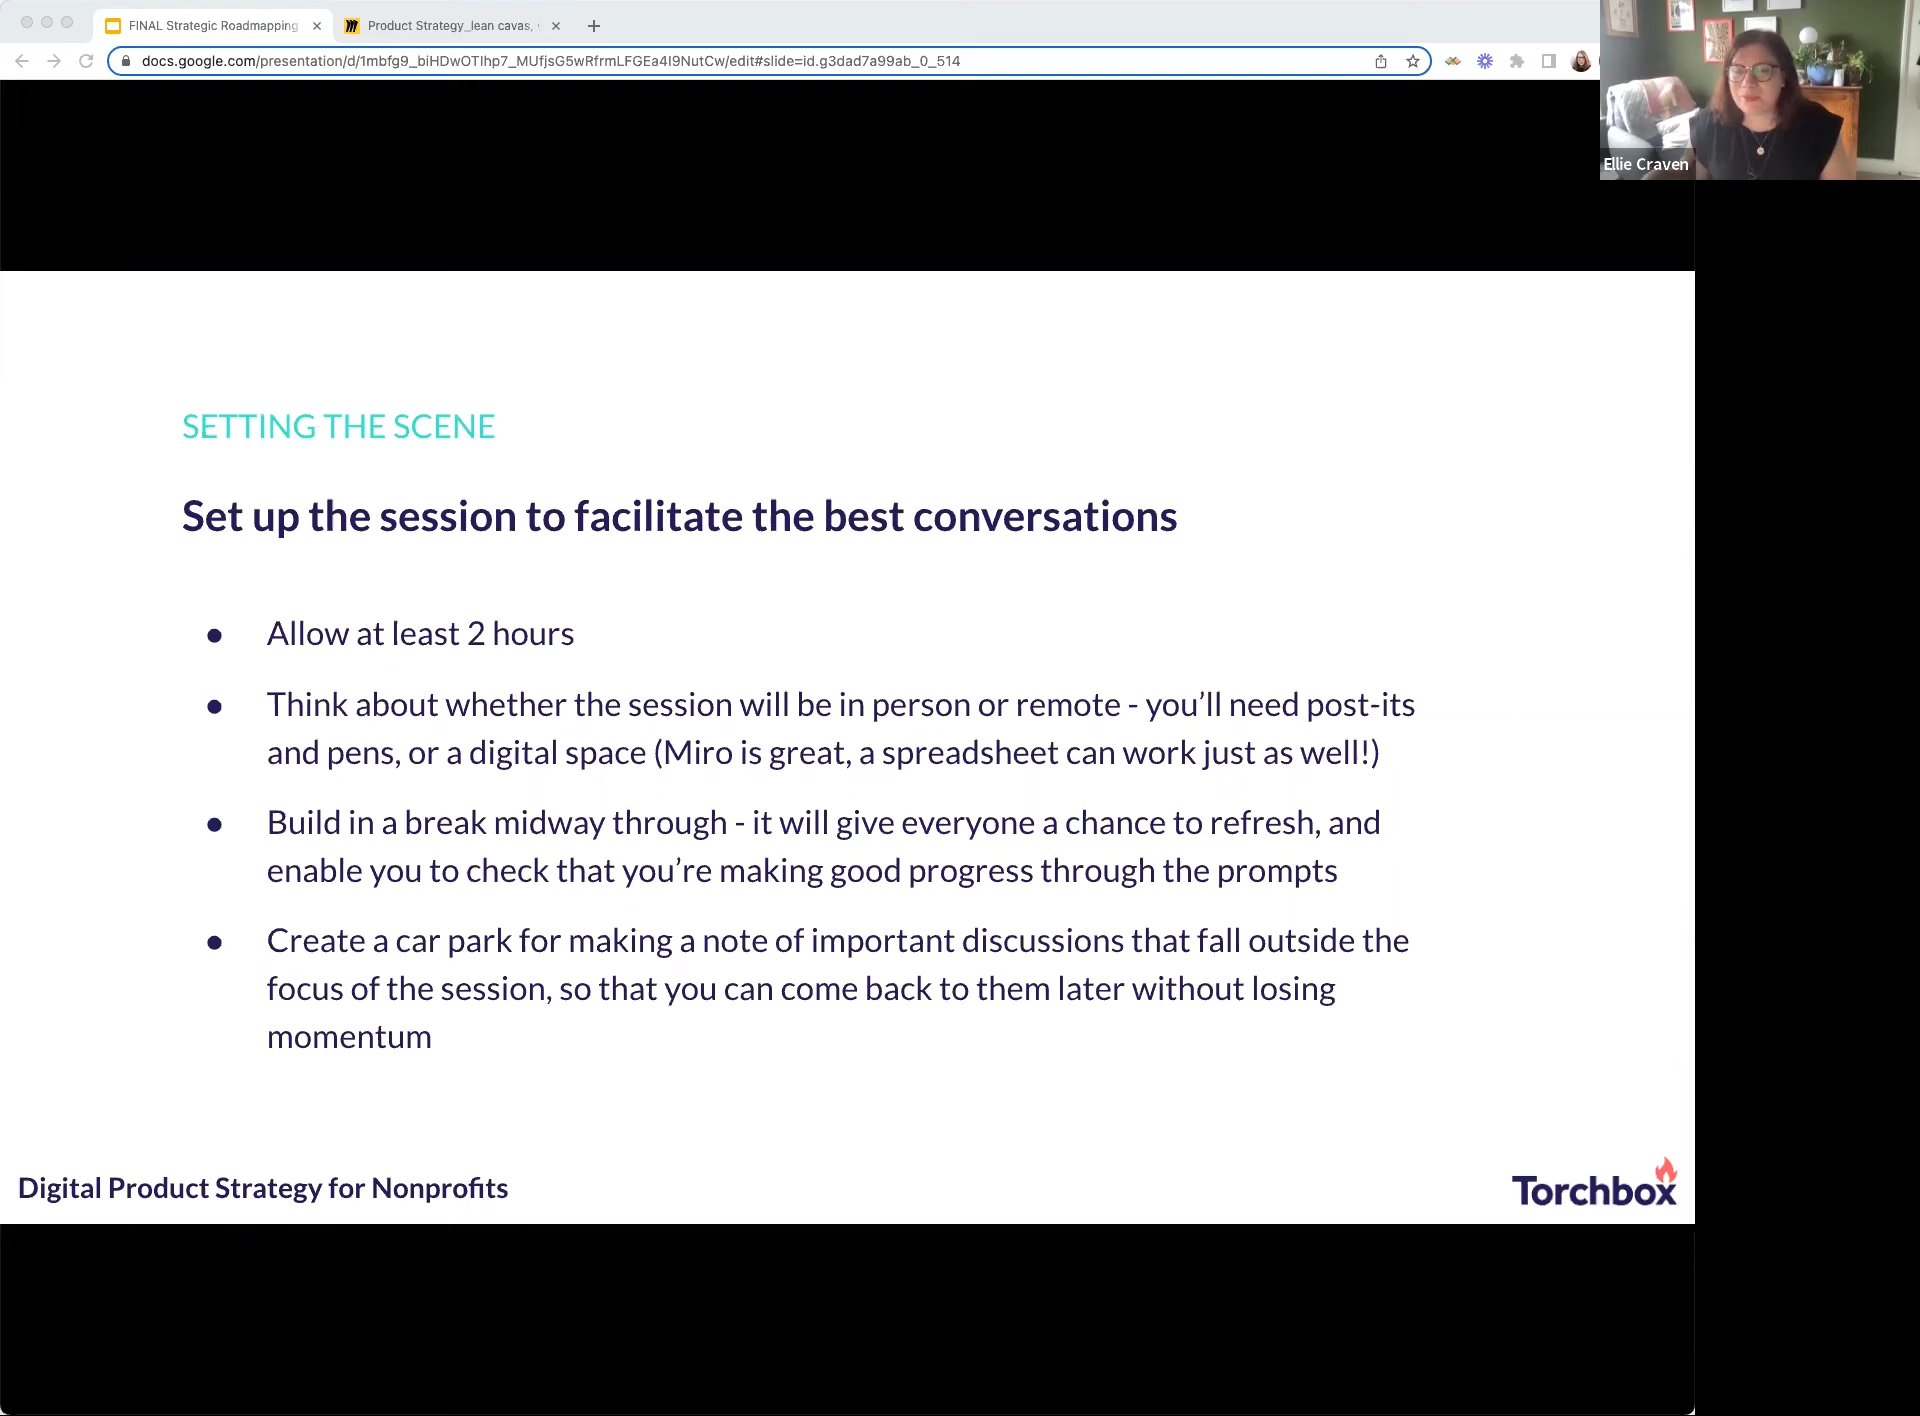 FINAL Strategic Roadmapping
Product Strategy_lean cavas,
docs.google.com/presentation/d/1mbfg9_biHDwOTlhp7_MUfjsG5wRfrmLFGEa4I9NutCw/edit#slide=id.g3dad7a99ab_0_514
Ellie Craven
SETTING THE SCENE
Set up the session to facilitate the best conversations
● Allow at least 2 hours
● Think about whether the session will be in person or remote - you’ll need post-its
and pens, or a digital space (Miro is great, a spreadsheet can work just as well!)
● Build in a break midway through - it will give everyone a chance to refresh, and
enable you to check that you’re making good progress through the prompts
● Create a car park for making a note of important discussions that fall outside the
focus of the session, so that you can come back to them later without losing
momentum
Digital Product Strategy for Nonprofits
Torchbox